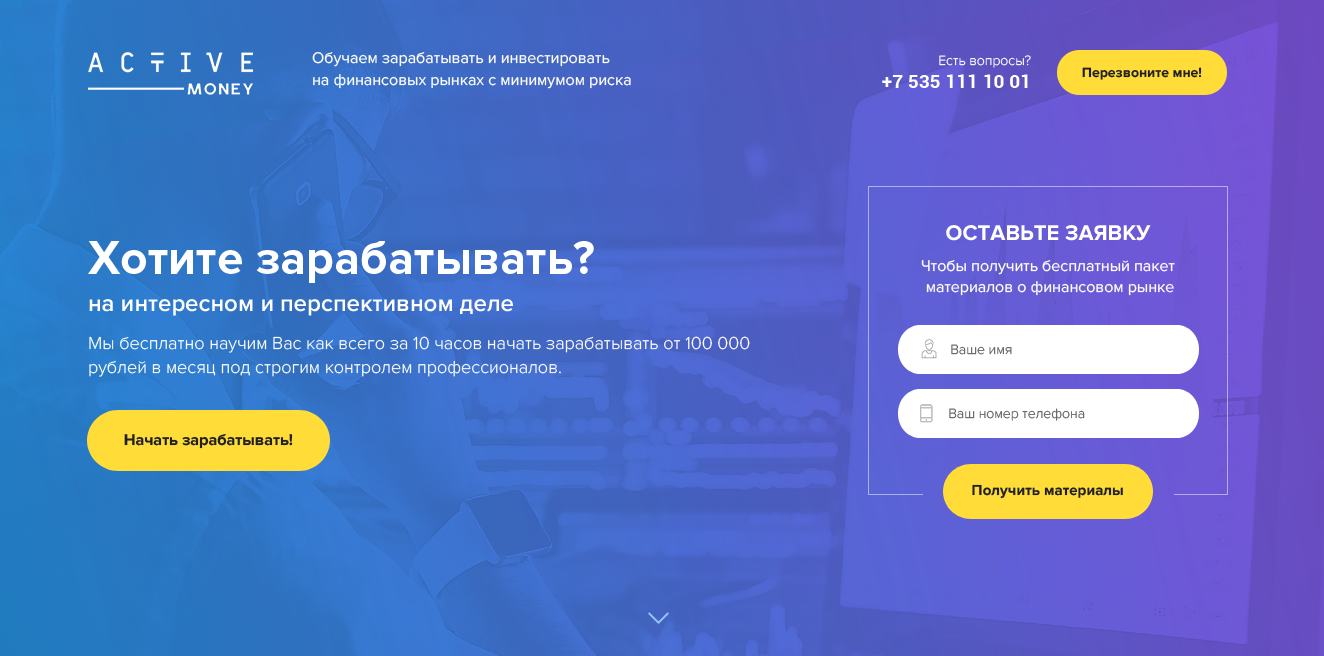 ACTIVE
MONEY
Обучаем зарабатывать и инвестировать
на финансовых рынках с минимумом риска
Есть вопросы?
+7 535 111 10 01
Перезвоните мне!
Хотите зарабатывать?
на интересном и перспективном деле
Мы бесплатно научим Вас как всего за 10 часов начать зарабатывать от 100 000
рублей в месяц под строгим контролем профессионалов.
Начать зарабатывать!
ОСТАВЬТЕ ЗАЯВКУ
Чтобы получить бесплатный пакет
материалов о финансовом рынке
Ваше имя
Ваш номер телефона
Получить материалы